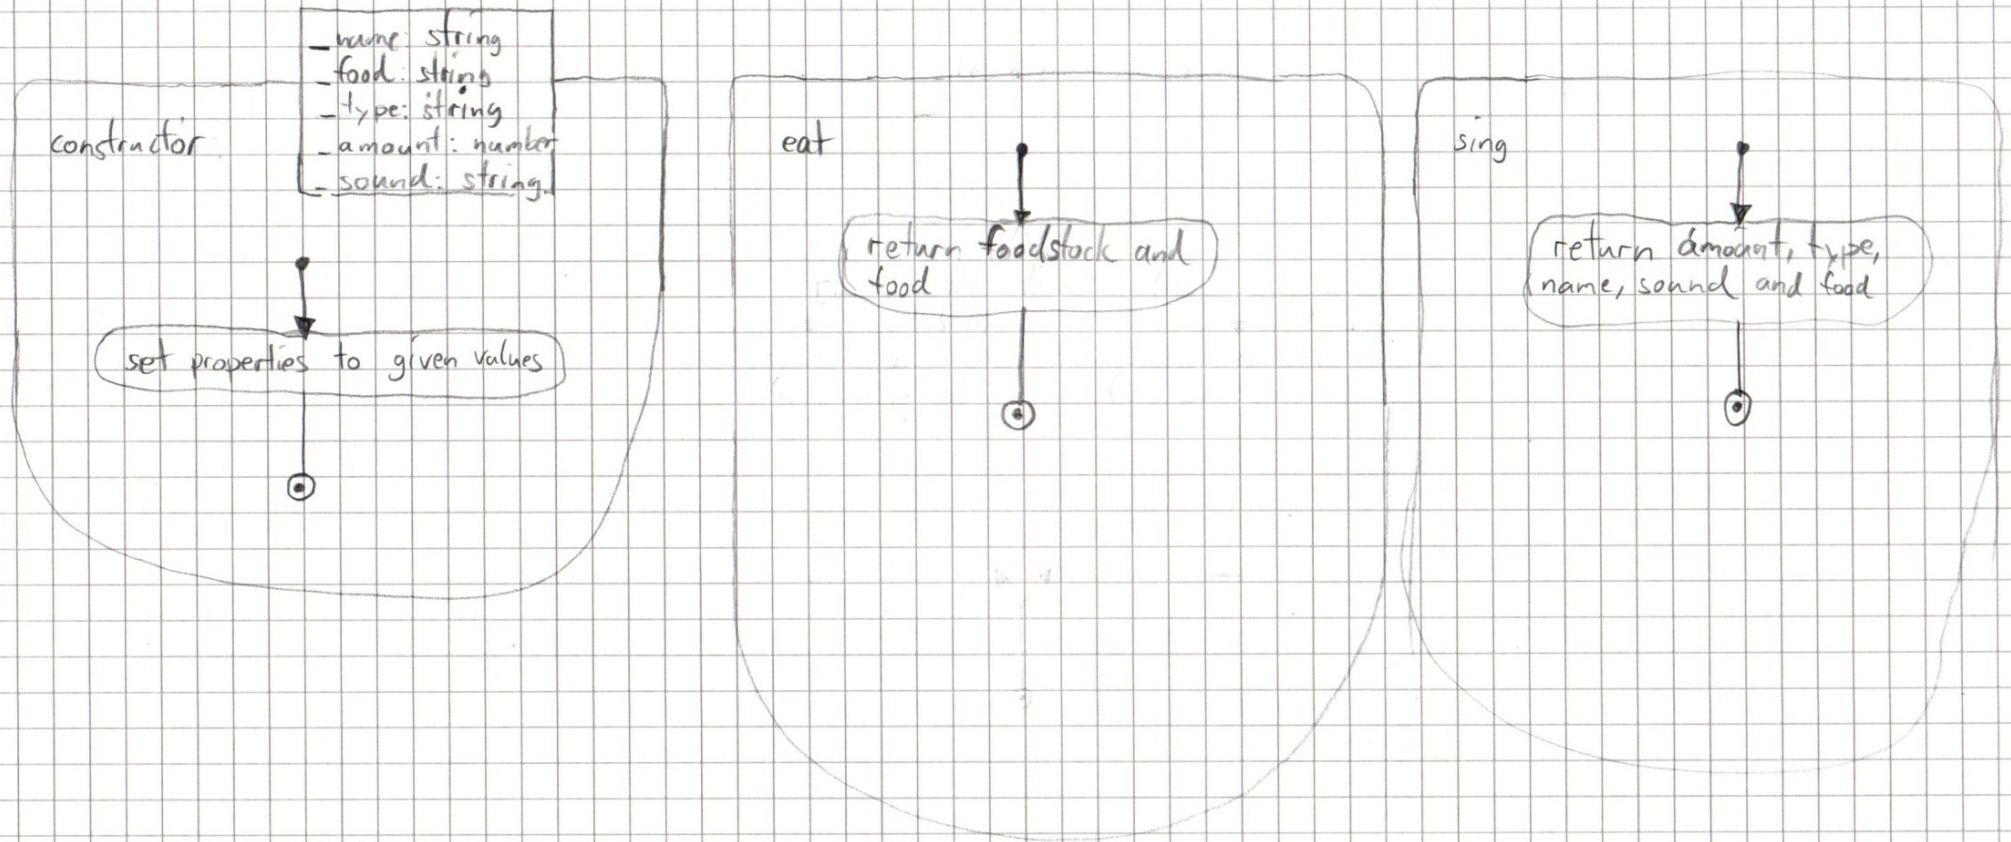 _name: string
_food: string
_type: string
_amount: number
_sound: string
constructor
set properties to given values
eat
return foodstock and
food
sing
return amount, type,
name, sound and food